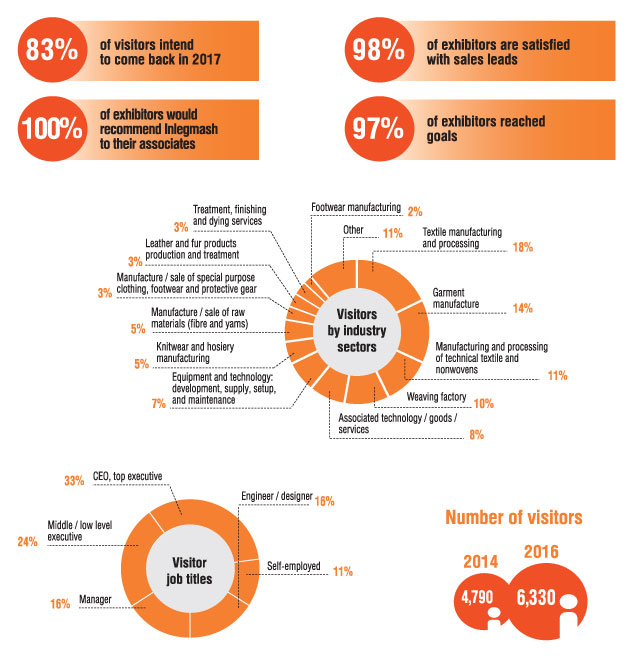 83%
of visitors intend
to come back in 2017
98%
of exhibitors are satisfied
with sales leads
100%
of exhibitors would
recommend Inlegmash
to their associates
97%
of exhibitors reached
goals
Treatment, finishing
and dying services
3%
Footwear manufacturing
2%
Other
11%
Textile manufacturing
and processing
18%
Leather and fur products
production and treatment
3%
Manufacture / sale of special purpose
clothing, footwear and protective gear
3%
Garment
manufacture
14%
Manufacture / sale of raw
materials (fibre and yarns)
5%
Visitors
by industry
sectors
Knitwear and hosiery
manufacturing
5%
Manufacturing and processing
of technical textile and
nonwovens
11%
Equipment and technology:
development, supply, setup,
and maintenance
7%
Weaving factory
10%
Associated technology / goods /
services
8%
33%
CEO, top executive
Engineer / designer
16%
Middle / low level
executive
24%
Visitor
job titles
Self-employed
11%
Manager
16%
Number of visitors
2014
2016
4,790
6,330